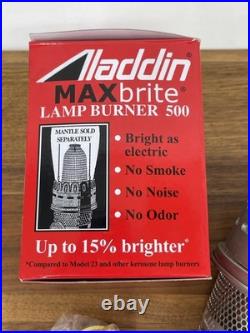 Aladdin®
MAXbrite®
LAMP BURNER 500
MANTLE SOLD
SEPARATELY
• Bright as
electric
• No Smoke
• No Noise
• No Odor
Up to 15% brighter*
*Compared to Model 23 and other kerosene lamp burners